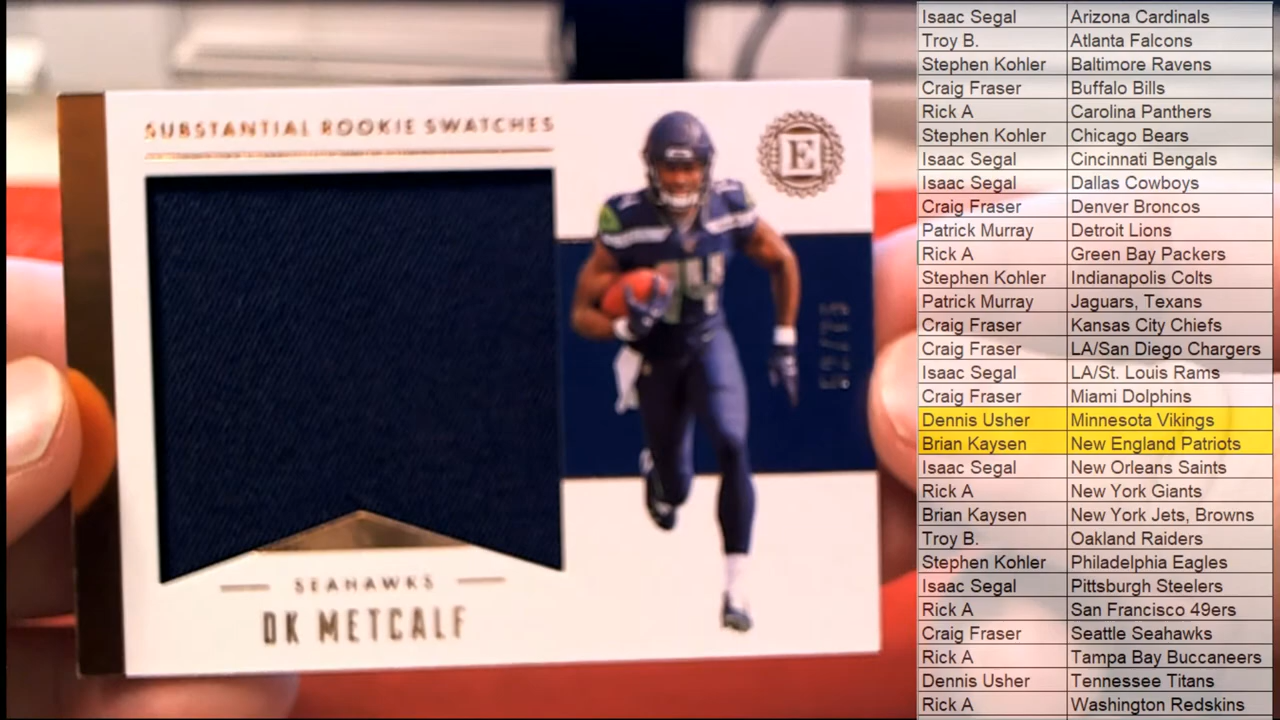 SUBSTANTIAL ROOKIE SWATCHES
E
SEAHAWKS
DK METCALF
Isaac Segal Arizona Cardinals
Troy B. Atlanta Falcons
Stephen Kohler Baltimore Ravens
Craig Fraser Buffalo Bills
Rick A Carolina Panthers
Stephen Kohler Chicago Bears
Isaac Segal Cincinnati Bengals
Isaac Segal Dallas Cowboys
Craig Fraser Denver Broncos
Patrick Murray Detroit Lions
Rick A Green Bay Packers
Stephen Kohler Indianapolis Colts
Patrick Murray Jaguars, Texans
Craig Fraser Kansas City Chiefs
Craig Fraser LA/San Diego Chargers
Isaac Segal LA/St. Louis Rams
Craig Fraser Miami Dolphins
Dennis Usher Minnesota Vikings
Brian Kaysen New England Patriots
Isaac Segal New Orleans Saints
Rick A New York Giants
Brian Kaysen New York Jets, Browns
Troy B. Oakland Raiders
Stephen Kohler Philadelphia Eagles
Isaac Segal Pittsburgh Steelers
Rick A San Francisco 49ers
Craig Fraser Seattle Seahawks
Rick A Tampa Bay Buccaneers
Dennis Usher Tennessee Titans
Rick A Washington Redskins